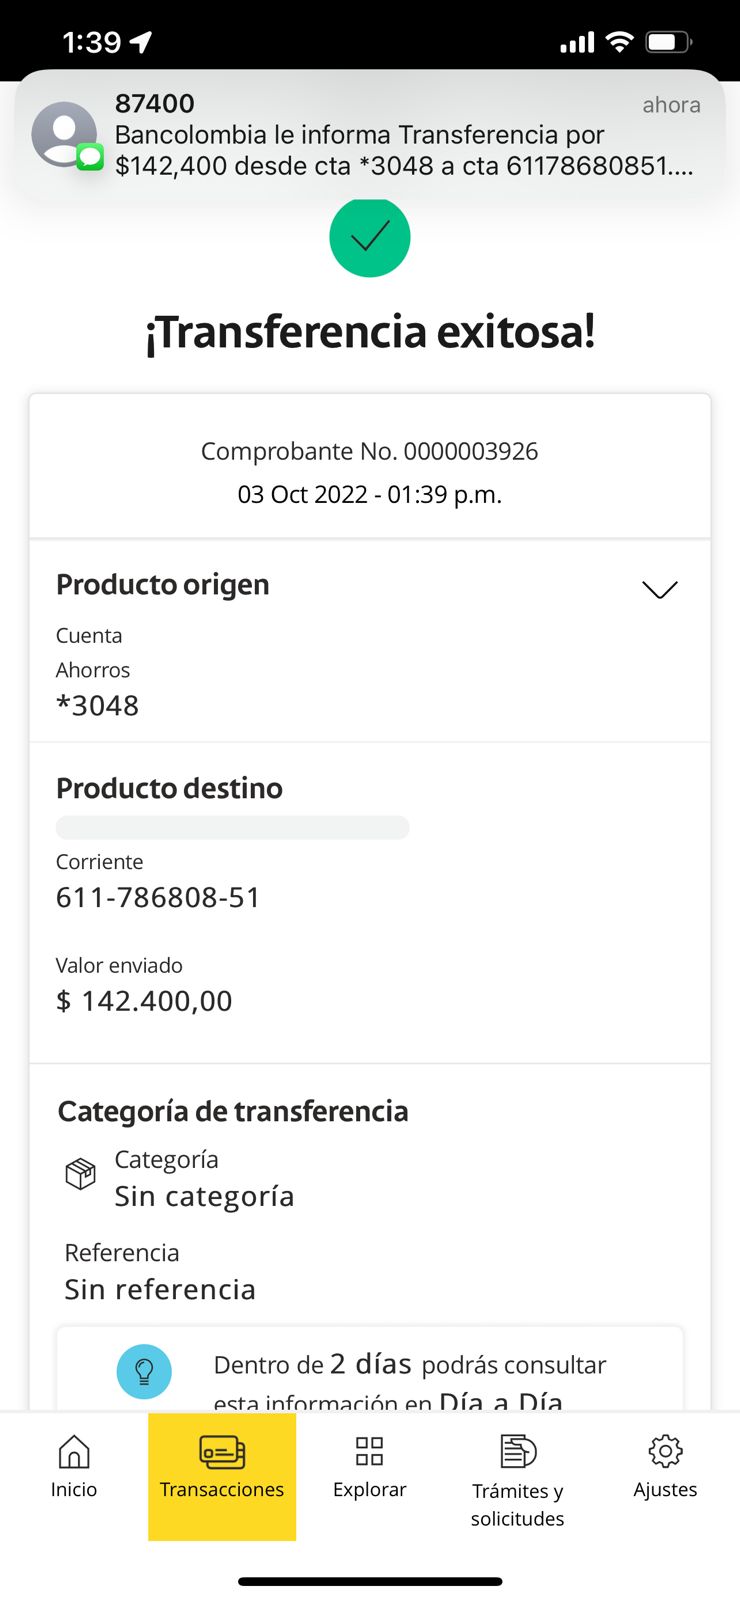 1:39
87400
ahora
Bancolombia le informa Transferencia por
$142,400 desde cta *3048 a cta 61178680851....
¡Transferencia exitosa!
Comprobante No. 0000003926
03 Oct 2022 - 01:39 p.m.
Producto origen
Cuenta
Ahorros
*3048
Producto destino
Corriente
611-786808-51
Valor enviado
$ 142.400,00
Categoría de transferencia
Categoría
Sin categoría
Referencia
Sin referencia
Dentro de 2 días podrás consultar
esta información en Día a Día
Inicio
Transacciones
Explorar
Trámites y
solicitudes
Ajustes